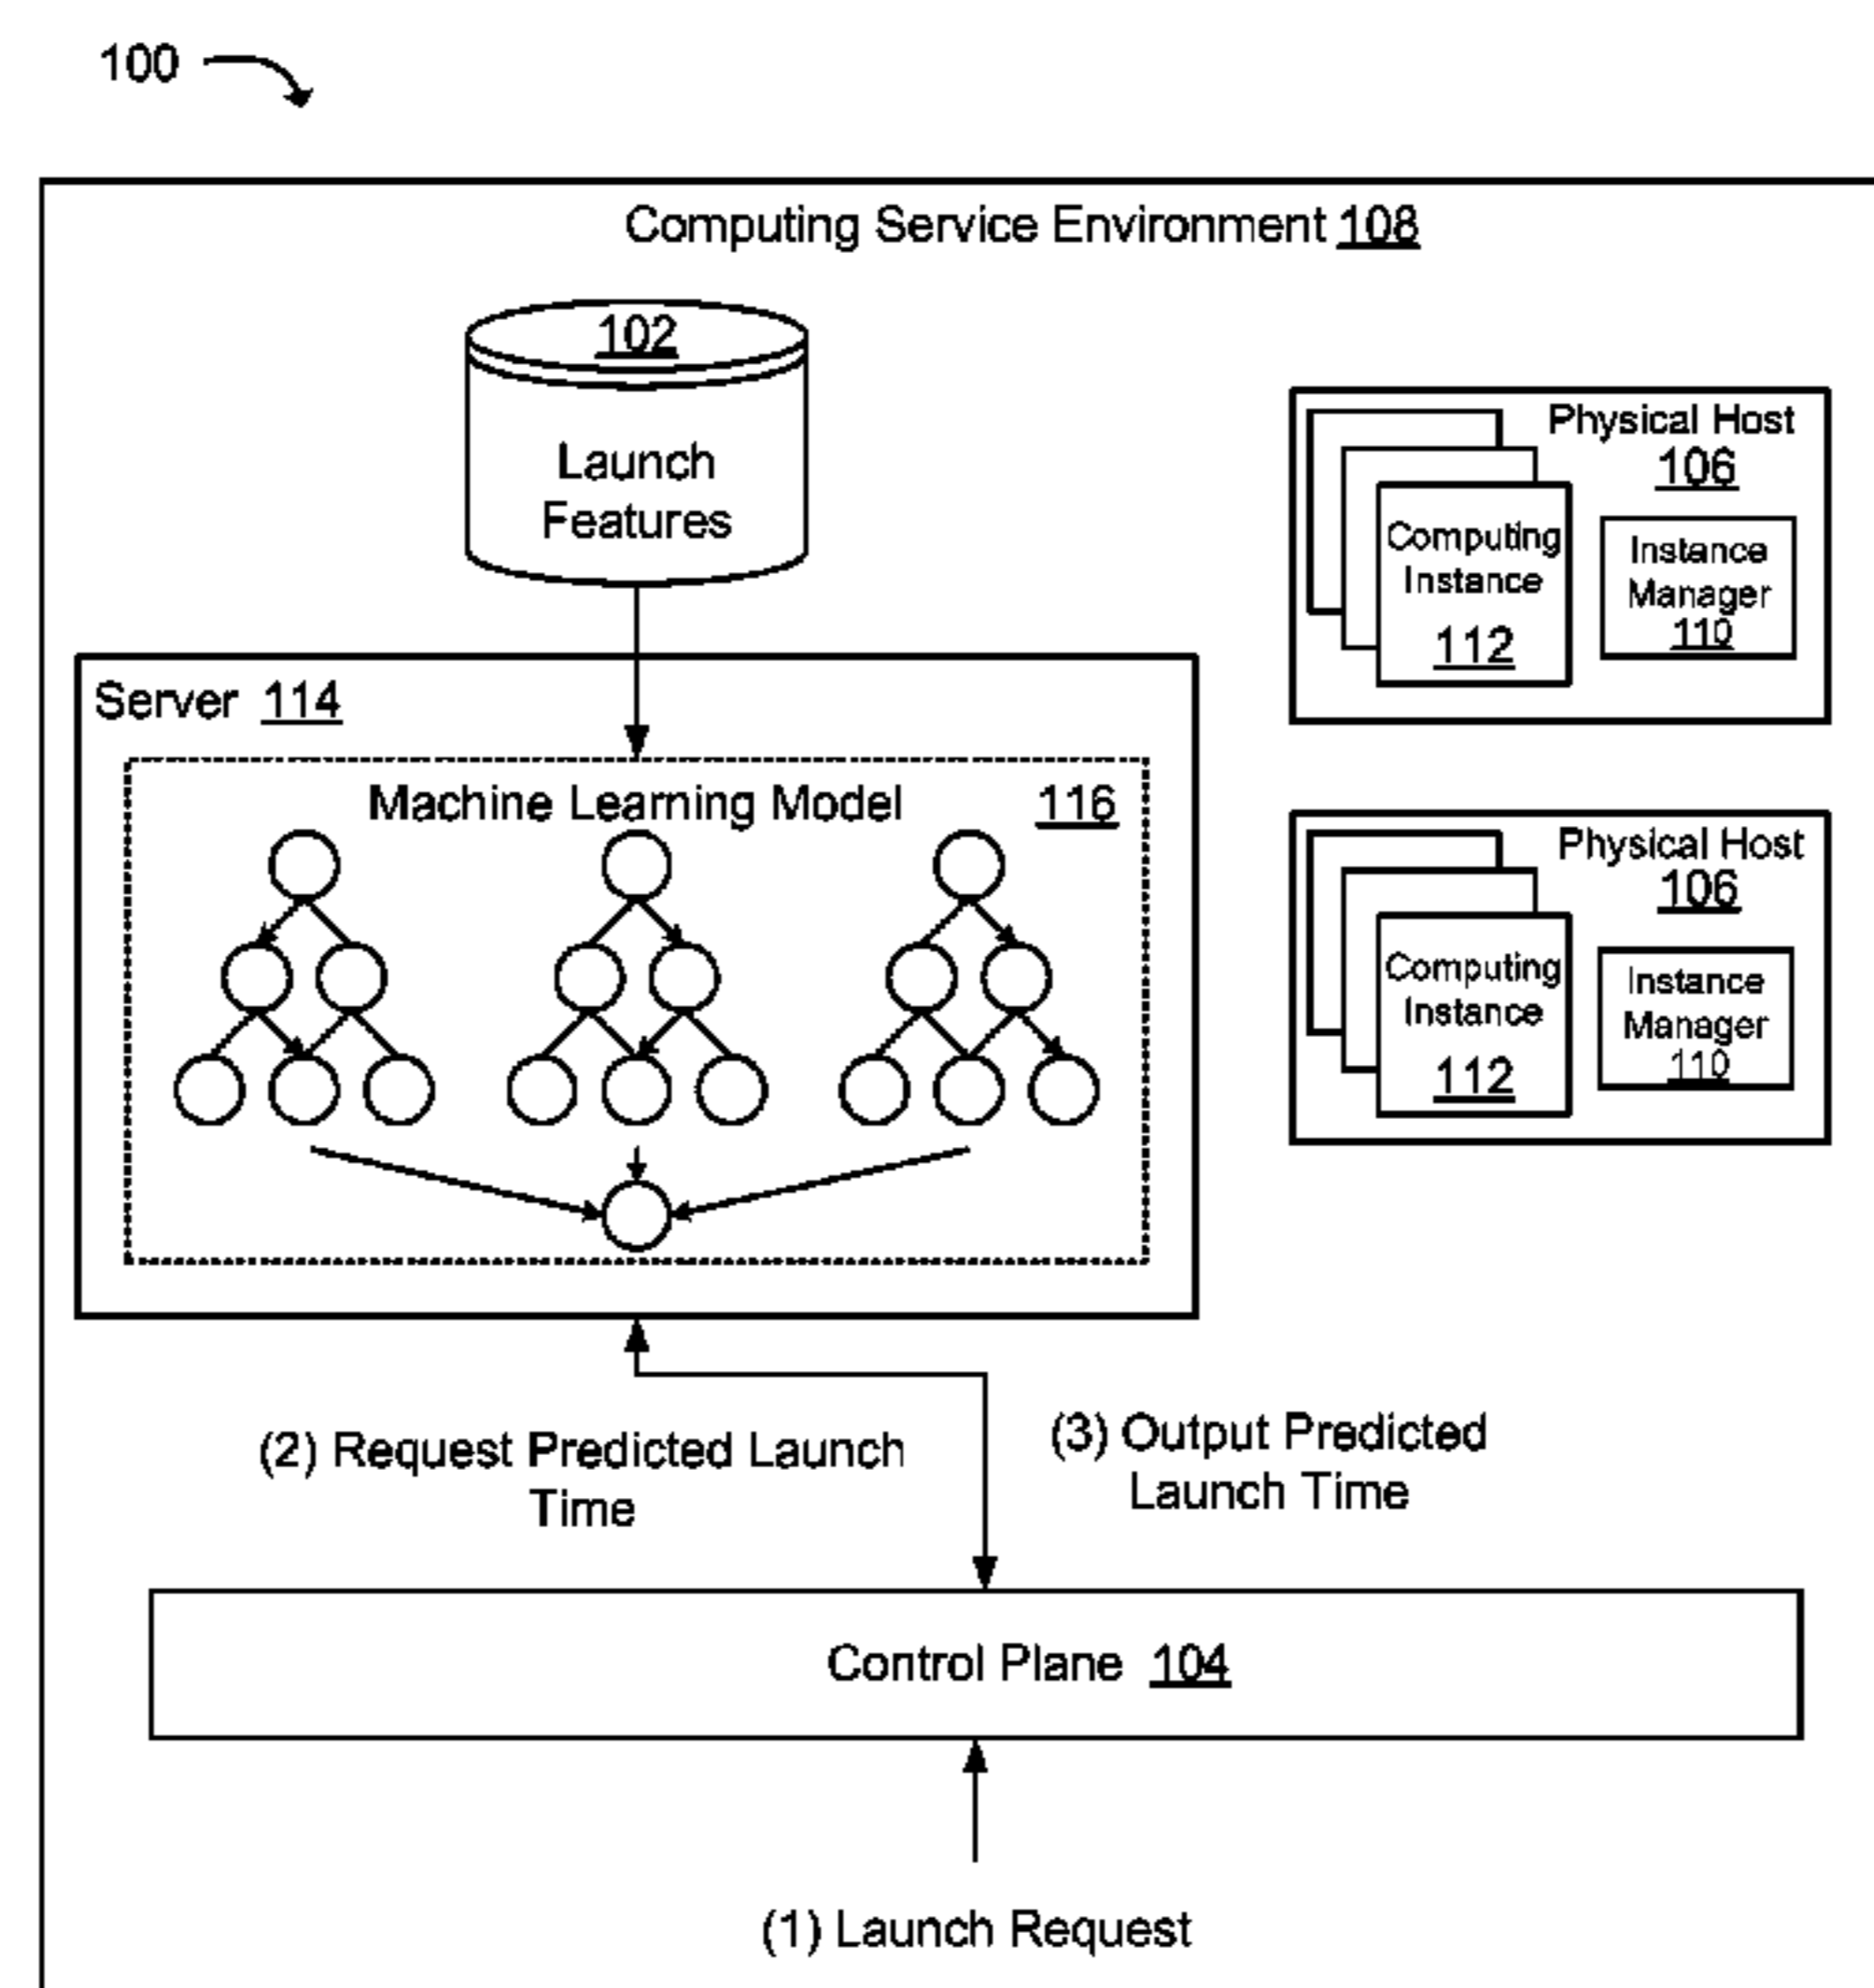 100
Computing Service Environment 108
102
Launch
Features
Physical Host
106
Computing
Instance
112
Instance
Manager
110
Server 114
Machine Learning Model 116
Physical Host
106
Computing
Instance
112
Instance
Manager
110
(2) Request Predicted Launch
Time
(3) Output Predicted
Launch Time
Control Plane 104
(1) Launch Request